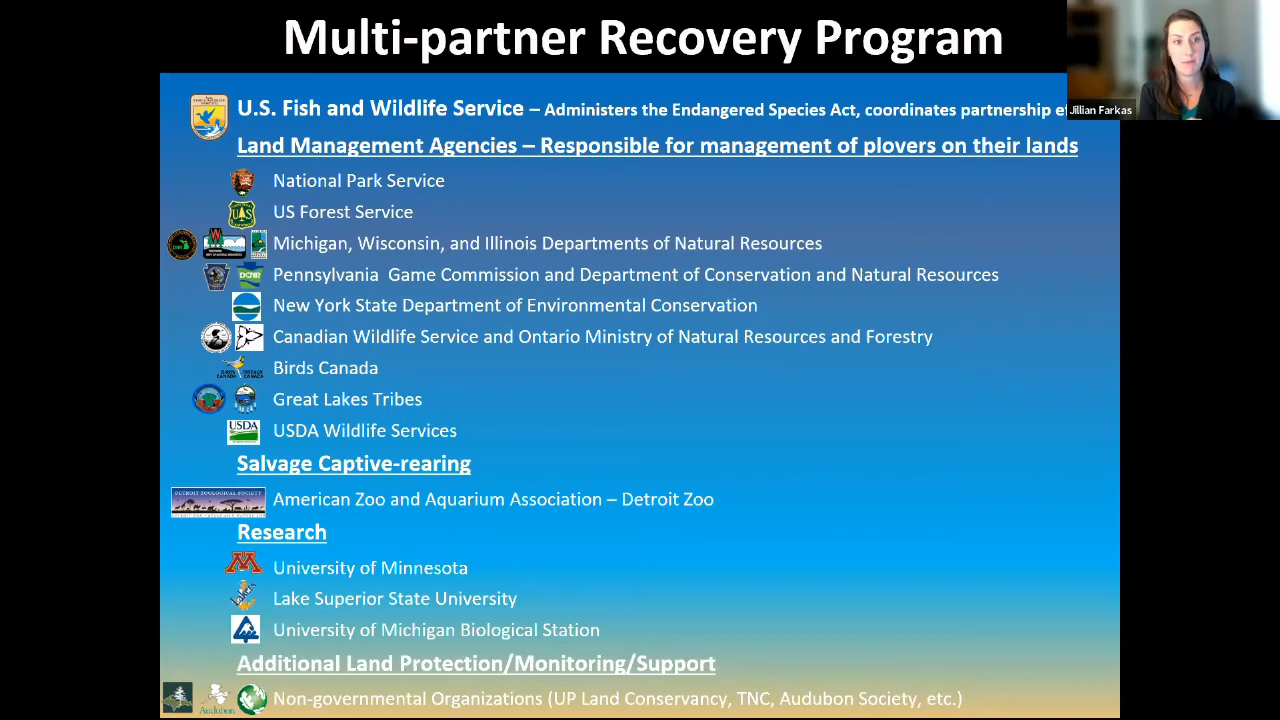 Multi-partner Recovery Program
Jillian Farkas
U.S. Fish and Wildlife Service – Administers the Endangered Species Act, coordinates partnership
Land Management Agencies – Responsible for management of plovers on their lands
National Park Service
US Forest Service
Michigan, Wisconsin, and Illinois Departments of Natural Resources
Pennsylvania Game Commission and Department of Conservation and Natural Resources
New York State Department of Environmental Conservation
Canadian Wildlife Service and Ontario Ministry of Natural Resources and Forestry
Birds Canada
Great Lakes Tribes
USDA
USDA Wildlife Services
Salvage Captive-rearing
DETROIT ZOOLOGICAL SOCIETY
American Zoo and Aquarium Association – Detroit Zoo
Research
University of Minnesota
Lake Superior State University
University of Michigan Biological Station
Additional Land Protection/Monitoring/Support
Audubon
Non-governmental Organizations (UP Land Conservancy, TNC, Audubon Society, etc.)